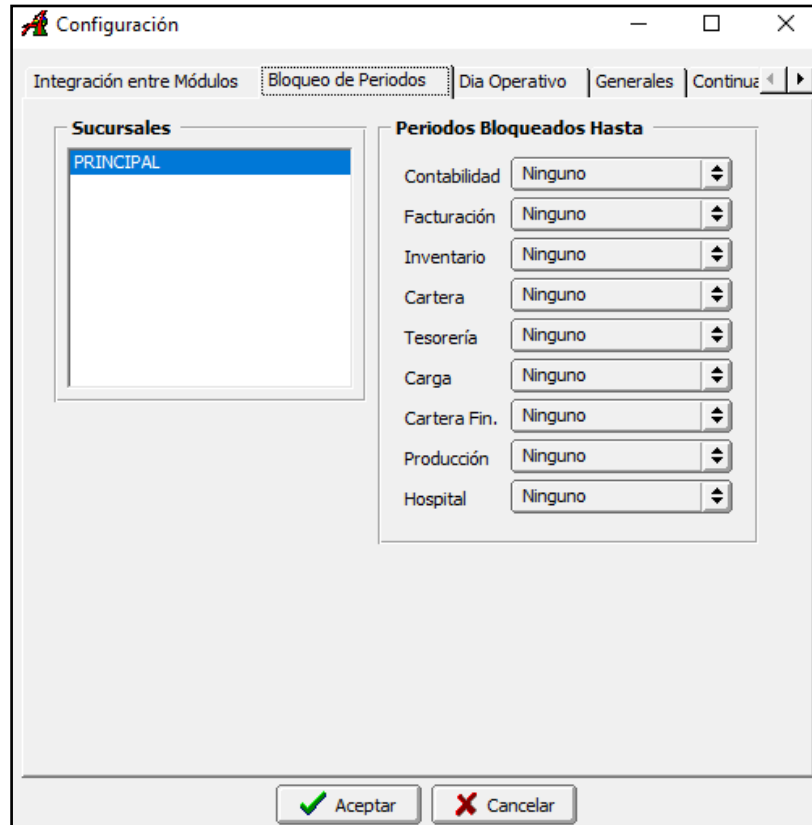 Configuración
Integración entre Módulos Bloqueo de Periodos Dia Operativo Generales Continua
Sucursales
PRINCIPAL
Periodos Bloqueados Hasta
Contabilidad Ninguno
Facturación Ninguno
Inventario Ninguno
Cartera Ninguno
Tesorería Ninguno
Carga Ninguno
Cartera Fin. Ninguno
Producción Ninguno
Hospital Ninguno
Aceptar Cancelar